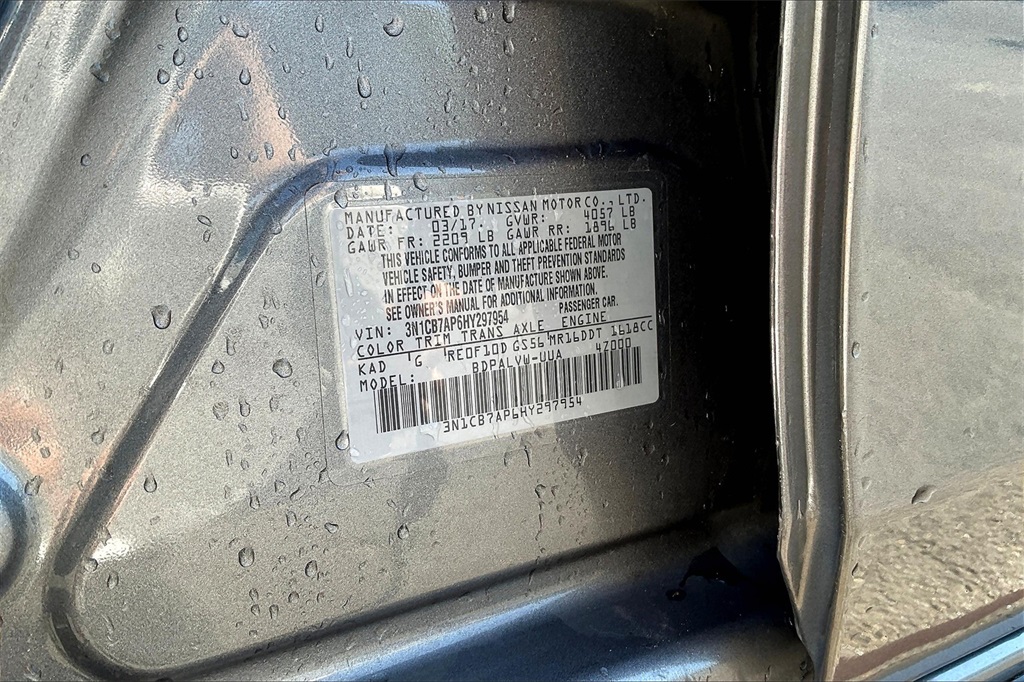 MANUFACTURED BY NISSAN MOTOR CO., LTD.
DATE: 03/17. GVWR: 4057 LB
GAWR FR: 2209 LB GAWR RR: 1896 LB
THIS VEHICLE CONFORMS TO ALL APPLICABLE FEDERAL MOTOR
VEHICLE SAFETY, BUMPER AND THEFT PREVENTION STANDARDS
IN EFFECT ON THE DATE OF MANUFACTURE SHOWN ABOVE.
SEE OWNER'S MANUAL FOR ADDITIONAL INFORMATION.
VIN: 3N1CB7AP6HY297954 PASSENGER CAR.
COLOR TRIM TRANS AXLE ENGINE
KAD G RE0F10D GS56 MR16DDT 1618CC
MODEL: BDPALVW-UUA 47000
3N1CB7AP6HY297954